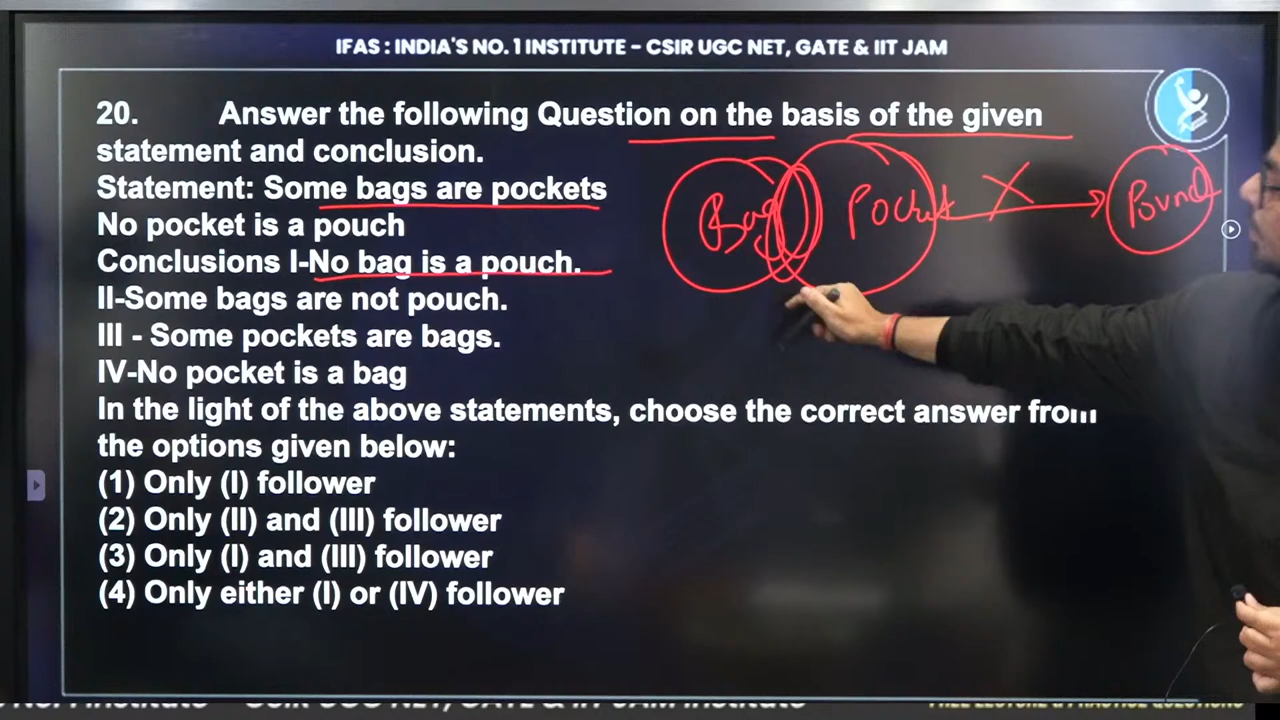 IFAS : INDIA'S NO. 1 INSTITUTE - CSIR UGC NET, GATE & IIT JAM
20. Answer the following Question on the basis of the given
statement and conclusion.
Statement: Some bags are pockets
No pocket is a pouch
Conclusions I-No bag is a pouch.
II-Some bags are not pouch.
III - Some pockets are bags.
IV-No pocket is a bag
In the light of the above statements, choose the correct answer from
the options given below:
(1) Only (I) follower
(2) Only (II) and (III) follower
(3) Only (I) and (III) follower
(4) Only either (I) or (IV) follower
Bag Pocket